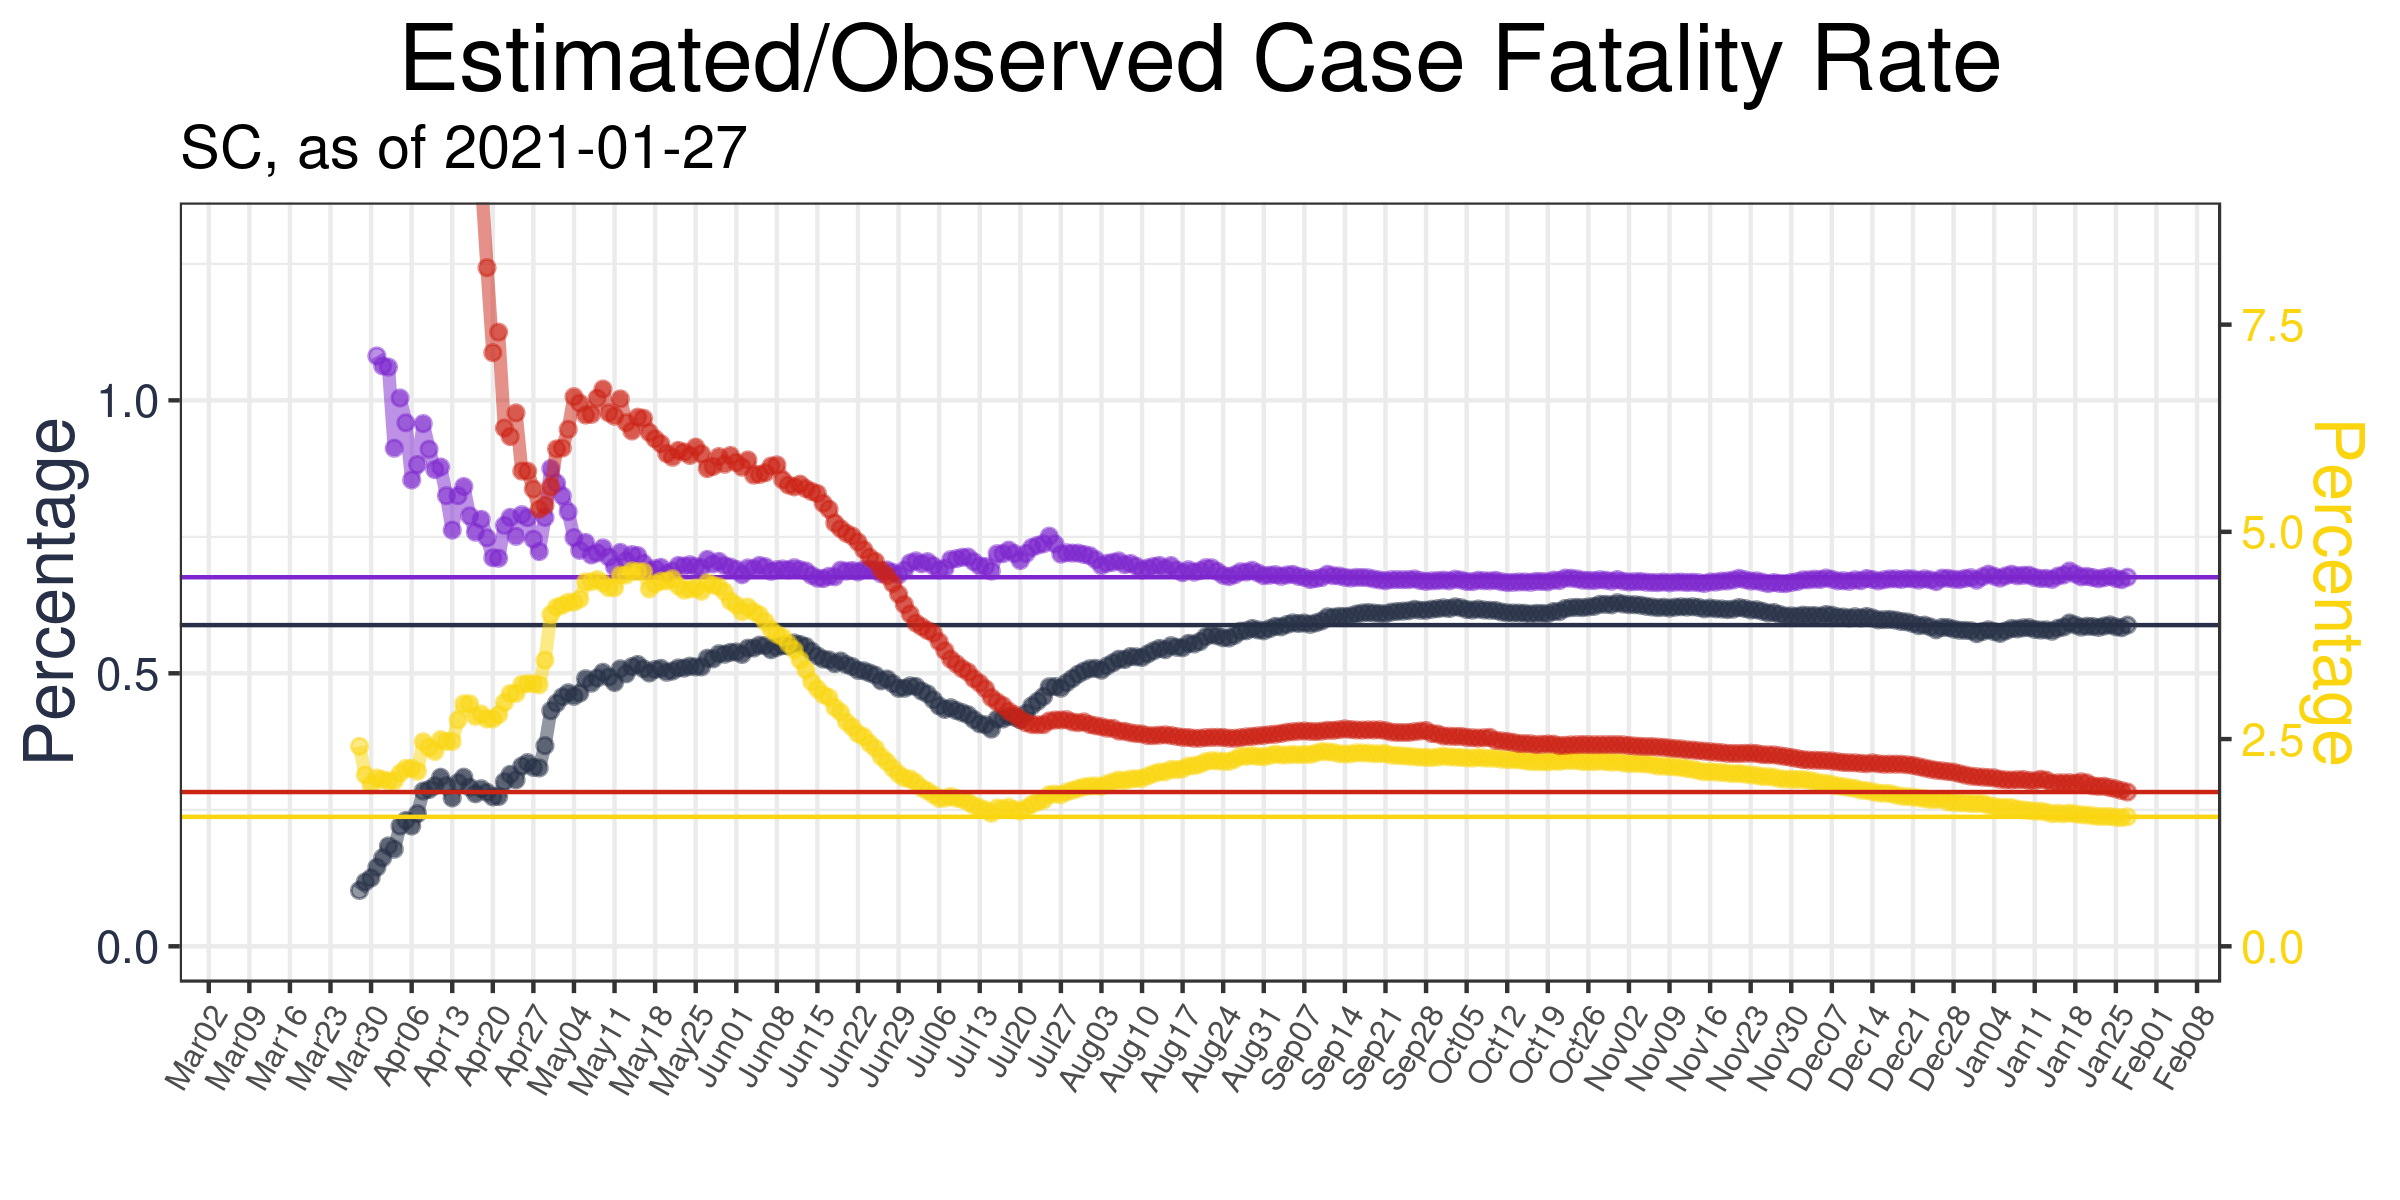 Estimated/Observed Case Fatality Rate
SC, as of 2021-01-27
Percentage
1.0
0.5
0.0
7.5
5.0
2.5
0.0
Percentage
Mar02 Mar09 Mar16 Mar23 Mar30 Apr06 Apr13 Apr20 Apr27 May04 May11 May18 May25 Jun01 Jun08 Jun15 Jun22 Jun29 Jul06 Jul13 Jul20 Jul27 Aug03 Aug10 Aug17 Aug24 Aug31 Sep07 Sep14 Sep21 Sep28 Oct05 Oct12 Oct19 Oct26 Nov02 Nov09 Nov16 Nov23 Nov30 Dec07 Dec14 Dec21 Dec28 Jan04 Jan11 Jan18 Jan25 Feb01 Feb08